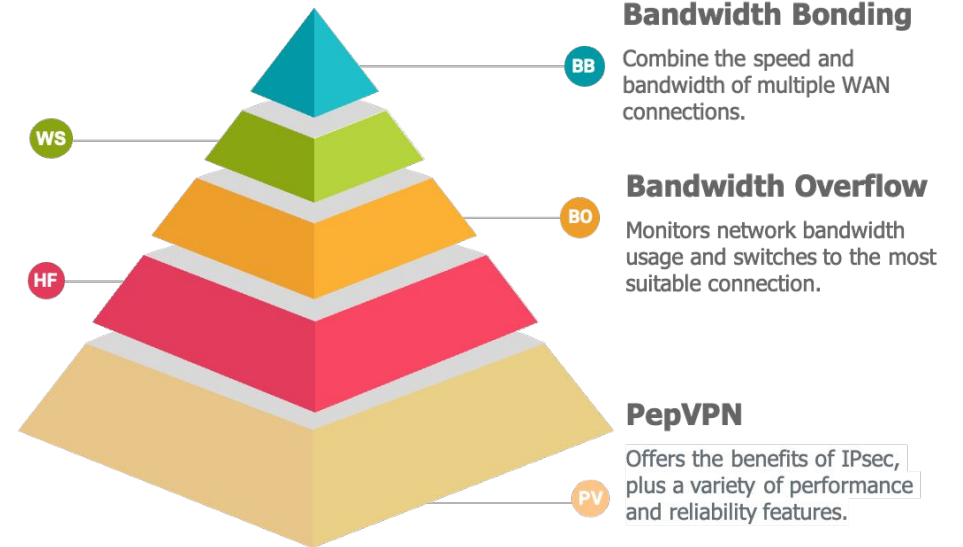 Bandwidth Bonding
BB
Combine the speed and
bandwidth of multiple WAN
connections.
WS
Bandwidth Overflow
BO
Monitors network bandwidth
usage and switches to the most
suitable connection.
HF
PepVPN
Offers the benefits of IPsec,
plus a variety of performance
and reliability features.
PV